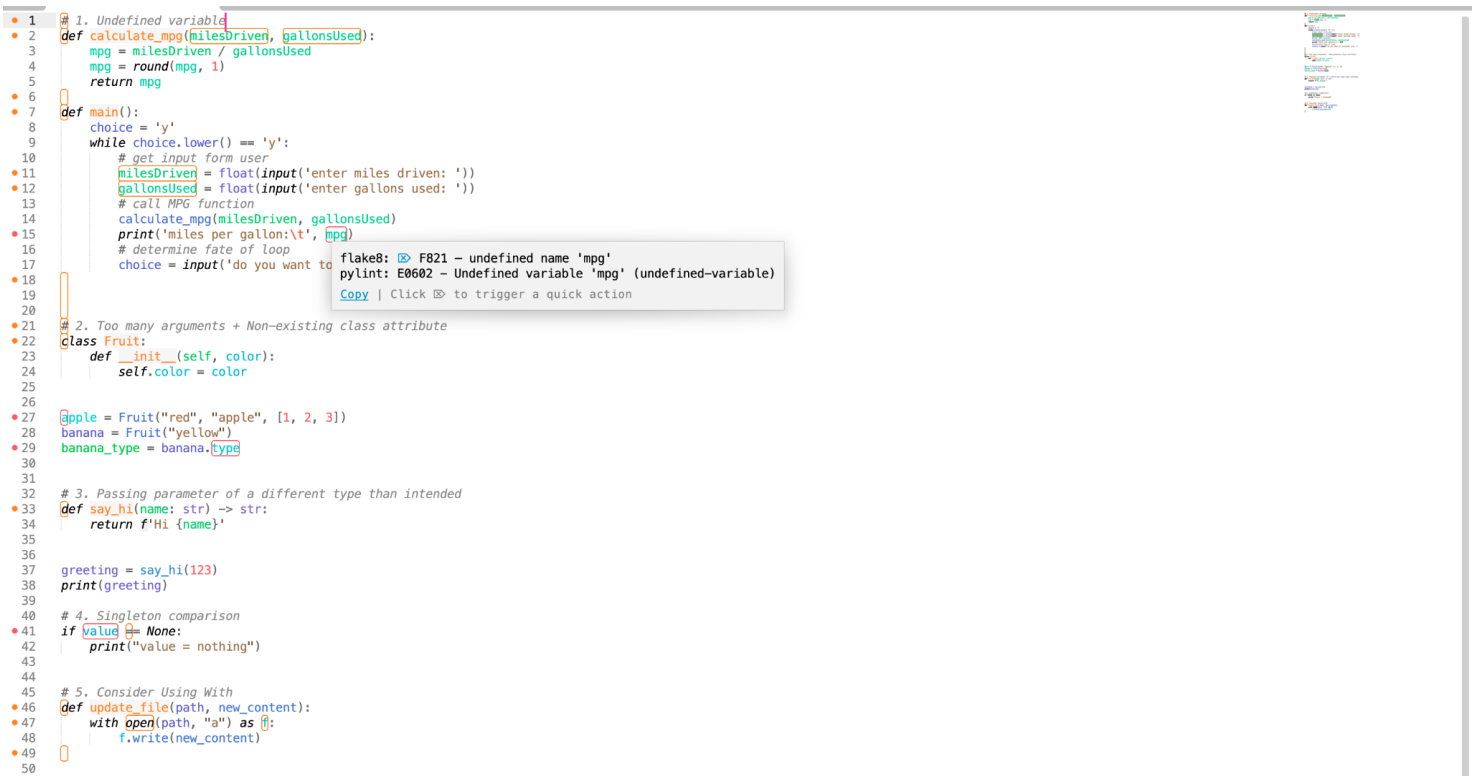 1 # 1. Undefined variable
2 def calculate_mpg(milesDriven, gallonsUsed):
3 mpg = milesDriven / gallonsUsed
4 mpg = round(mpg, 1)
5 return mpg
6
7 def main():
8 choice = 'y'
9 while choice.lower() == 'y':
10 # get input form user
11 milesDriven = float(input('enter miles driven: '))
12 gallonsUsed = float(input('enter gallons used: '))
13 # call MPG function
14 calculate_mpg(milesDriven, gallonsUsed)
15 print('miles per gallon:\t', mpg)
16 # determine fate of loop
17 choice = input('do you want to
flake8: F821 – undefined name 'mpg'
pylint: E0602 – Undefined variable 'mpg' (undefined-variable)
Copy | Click to trigger a quick action
18
19
20
21 # 2. Too many arguments + Non-existing class attribute
22 class Fruit:
23 def __init__(self, color):
24 self.color = color
25
26
27 apple = Fruit("red", "apple", [1, 2, 3])
28 banana = Fruit("yellow")
29 banana_type = banana.type
30
31
32 # 3. Passing parameter of a different type than intended
33 def say_hi(name: str) -> str:
34 return f'Hi {name}'
35
36
37 greeting = say_hi(123)
38 print(greeting)
39
40 # 4. Singleton comparison
41 if value == None:
42 print("value = nothing")
43
44
45 # 5. Consider Using With
46 def update_file(path, new_content):
47 with open(path, "a") as f:
48 f.write(new_content)
49
50